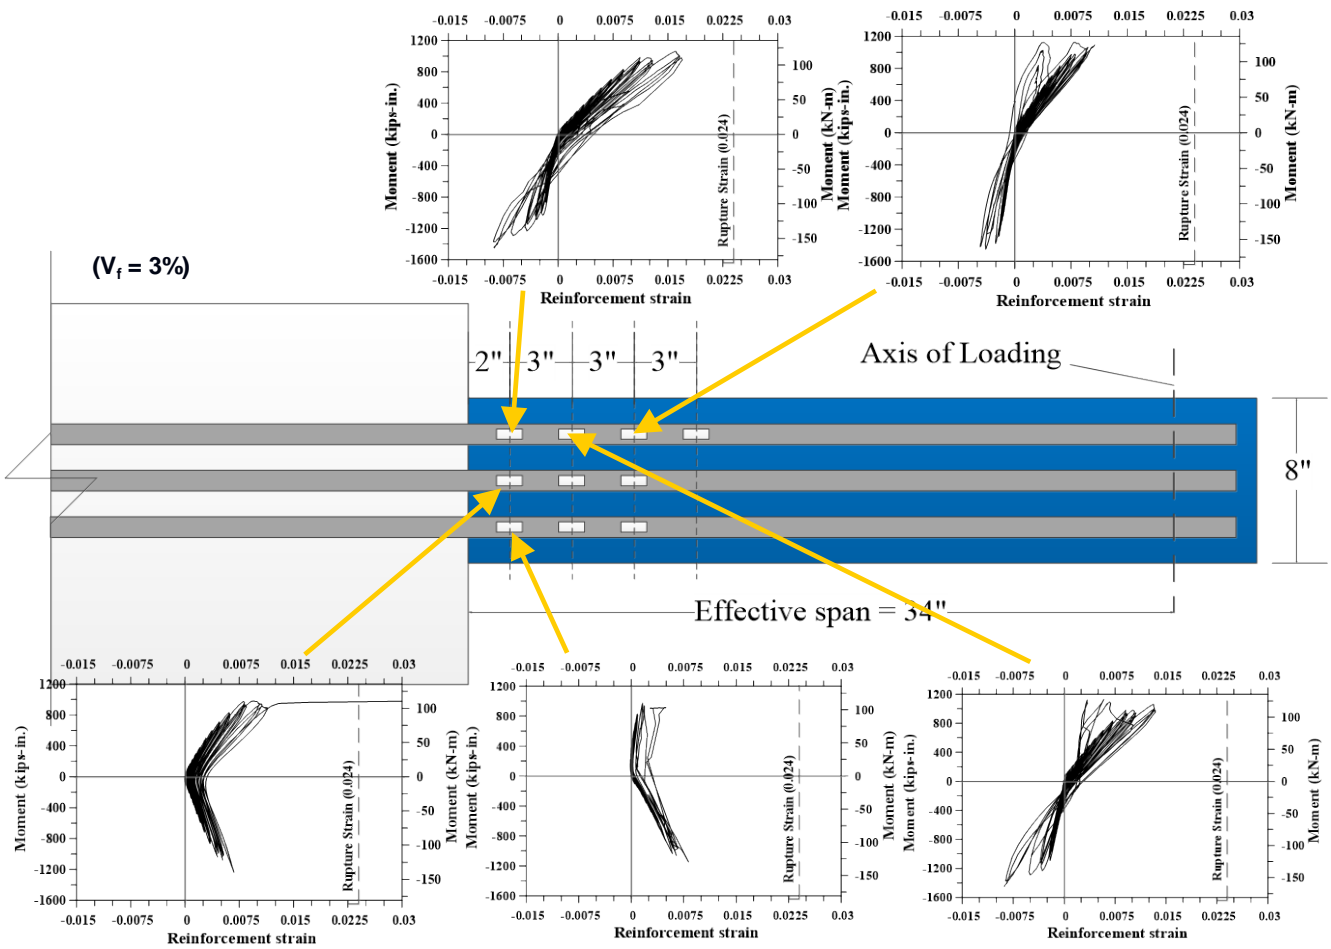 -0.015 -0.0075 0 0.0075 0.015 0.0225 0.03
1200
800
400
0
-400
-800
-1200
-1600
Moment (kips-in.)
100
50
0
-50
-100
-150
Moment (kN-m)
Rupture Strain (0.024)
-0.015 -0.0075 0 0.0075 0.015 0.0225 0.03
Reinforcement strain
-0.015 -0.0075 0 0.0075 0.015 0.0225 0.03
1200
800
400
0
-400
-800
-1200
-1600
Moment (kips-in.)
100
50
0
-50
-100
-150
Moment (kN-m)
Rupture Strain (0.024)
-0.015 -0.0075 0 0.0075 0.015 0.0225 0.03
Reinforcement strain
(Vf = 3%)
2" 3" 3" 3"
Axis of Loading
8"
Effective span = 34"
-0.015 -0.0075 0 0.0075 0.015 0.0225 0.03
1200
800
400
0
-400
-800
-1200
-1600
Moment (kips-in.)
100
50
0
-50
-100
-150
Moment (kN-m)
Rupture Strain (0.024)
-0.015 -0.0075 0 0.0075 0.015 0.0225 0.03
Reinforcement strain
-0.015 -0.0075 0 0.0075 0.015 0.0225 0.03
1200
800
400
0
-400
-800
-1200
-1600
Moment (kips-in.)
100
50
0
-50
-100
-150
Moment (kN-m)
Rupture Strain (0.024)
-0.015 -0.0075 0 0.0075 0.015 0.0225 0.03
Reinforcement strain
-0.015 -0.0075 0 0.0075 0.015 0.0225 0.03
1200
800
400
0
-400
-800
-1200
-1600
Moment (kips-in.)
100
50
0
-50
-100
-150
Moment (kN-m)
Rupture Strain (0.024)
-0.015 -0.0075 0 0.0075 0.015 0.0225 0.03
Reinforcement strain